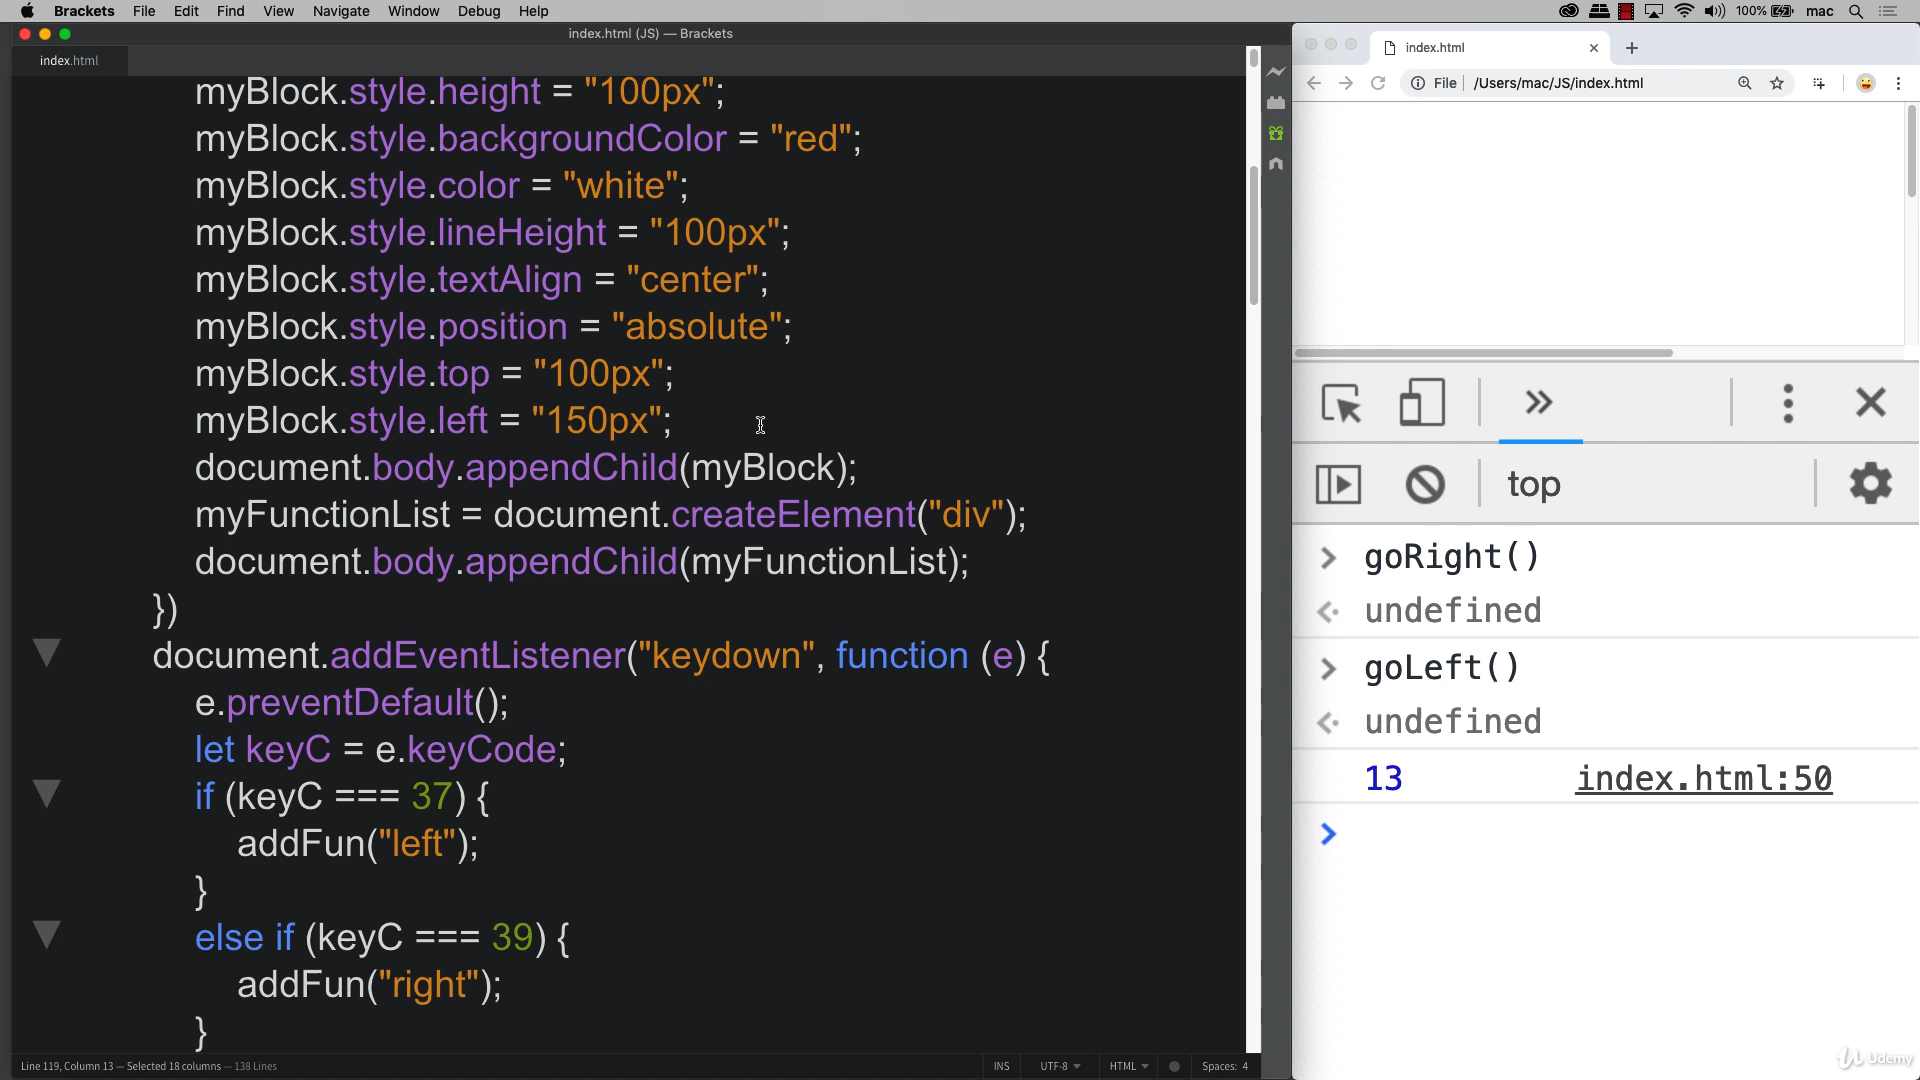 Brackets File Edit Find View Navigate Window Debug Help
100% mac
index.html (JS) — Brackets
index.html
myBlock.style.height = "100px";
myBlock.style.backgroundColor = "red";
myBlock.style.color = "white";
myBlock.style.lineHeight = "100px";
myBlock.style.textAlign = "center";
myBlock.style.position = "absolute";
myBlock.style.top = "100px";
myBlock.style.left = "150px";
document.body.appendChild(myBlock);
myFunctionList = document.createElement("div");
document.body.appendChild(myFunctionList);
})
document.addEventListener("keydown", function (e) {
e.preventDefault();
let keyC = e.keyCode;
if (keyC === 37) {
addFun("left");
}
else if (keyC === 39) {
addFun("right");
}
Line 119, Column 13 — Selected 18 columns — 138 Lines
INS UTF-8 HTML Spaces: 4
index.html
File /Users/mac/JS/index.html
top
goRight()
undefined
goLeft()
undefined
13 index.html:50
Udemy